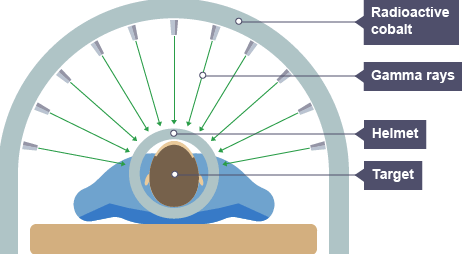 Radioactive
cobalt
Gamma rays
Helmet
Target